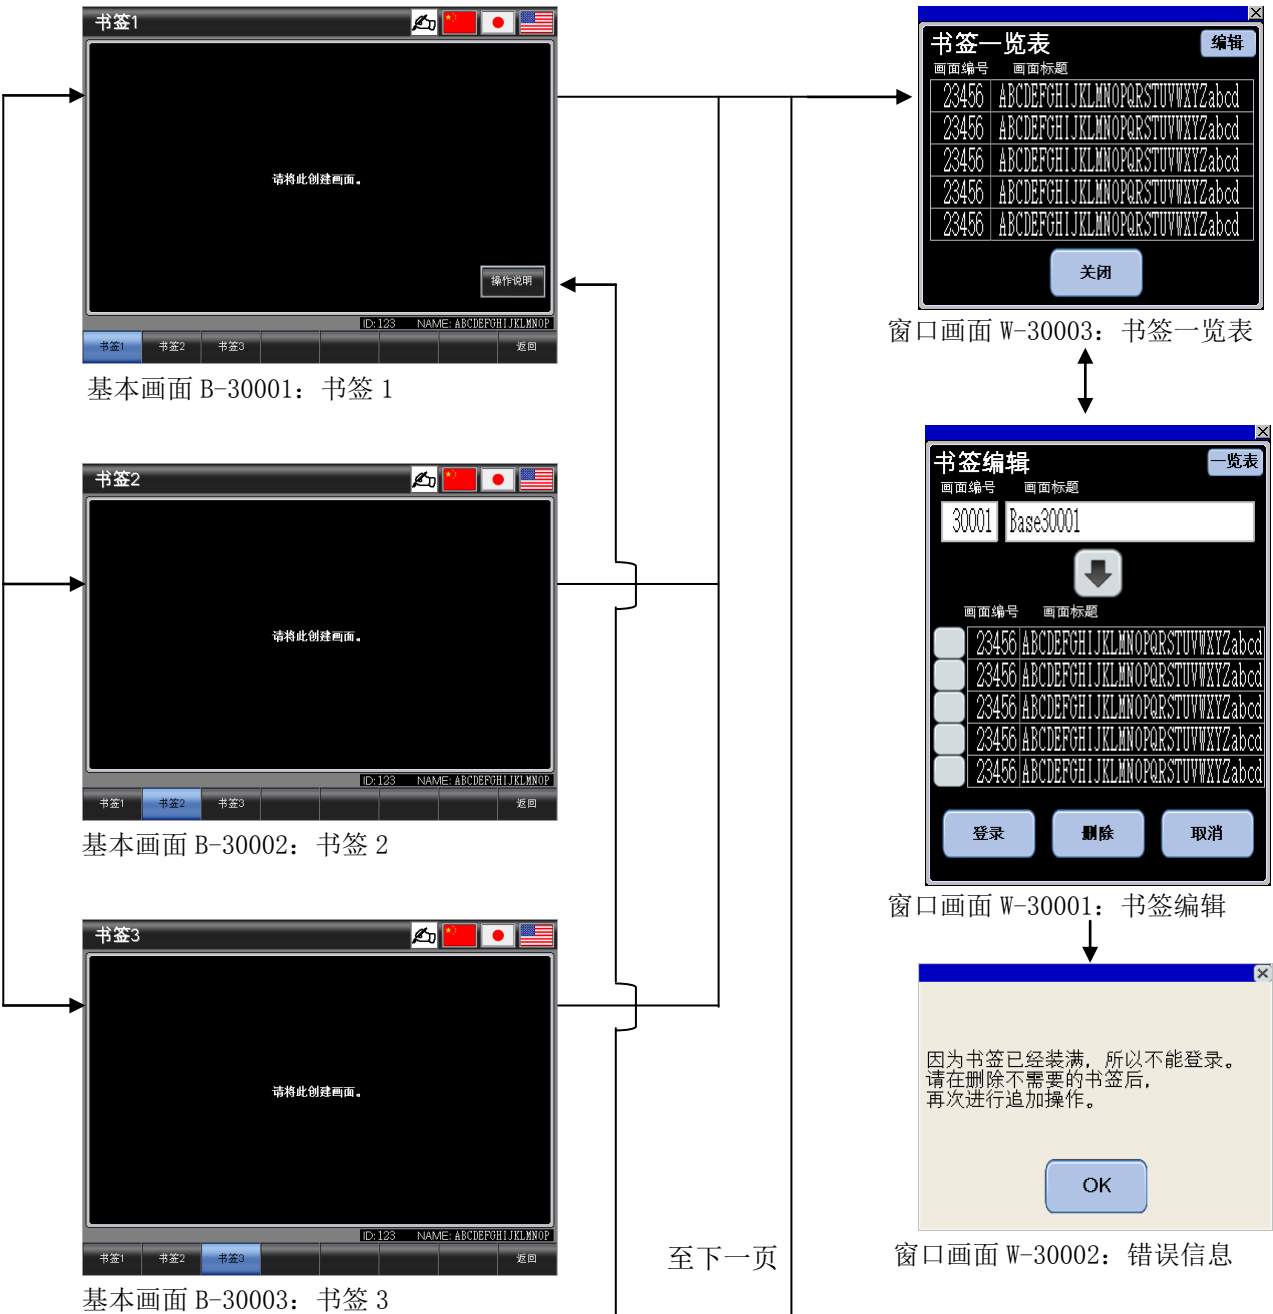 书签1
请将此创建画面。
操作说明
ID:123 NAME: ABCDEFGHIJKLMNOP
书签1 书签2 书签3 返回
基本画面 B-30001：书签 1
书签2
请将此创建画面。
ID:123 NAME: ABCDEFGHIJKLMNOP
书签1 书签2 书签3 返回
基本画面 B-30002：书签 2
书签3
请将此创建画面。
ID:123 NAME: ABCDEFGHIJKLMNOP
书签1 书签2 书签3 返回
基本画面 B-30003：书签 3
至下一页
书签一览表 编辑
画面编号 画面标题
23456 ABCDEFGHIJKLMNOPQRSTUVWXYZabcd
23456 ABCDEFGHIJKLMNOPQRSTUVWXYZabcd
23456 ABCDEFGHIJKLMNOPQRSTUVWXYZabcd
23456 ABCDEFGHIJKLMNOPQRSTUVWXYZabcd
23456 ABCDEFGHIJKLMNOPQRSTUVWXYZabcd
关闭
窗口画面 W-30003：书签一览表
书签编辑 一览表
画面编号 画面标题
30001 Base30001
画面编号 画面标题
23456 ABCDEFGHIJKLMNOPQRSTUVWXYZabcd
23456 ABCDEFGHIJKLMNOPQRSTUVWXYZabcd
23456 ABCDEFGHIJKLMNOPQRSTUVWXYZabcd
23456 ABCDEFGHIJKLMNOPQRSTUVWXYZabcd
23456 ABCDEFGHIJKLMNOPQRSTUVWXYZabcd
登录 删除 取消
窗口画面 W-30001：书签编辑
因为书签已经装满，所以不能登录。
请在删除不需要的书签后，
再次进行追加操作。
OK
窗口画面 W-30002：错误信息